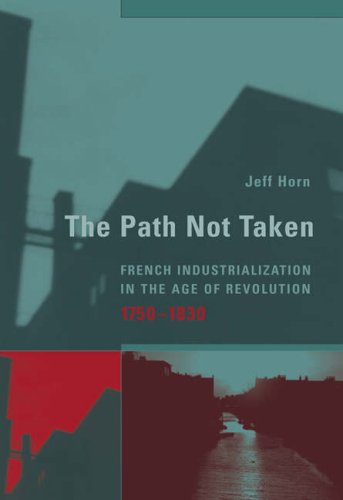 Jeff Horn
The Path Not Taken
FRENCH INDUSTRIALIZATION
IN THE AGE OF REVOLUTION
1750–1830